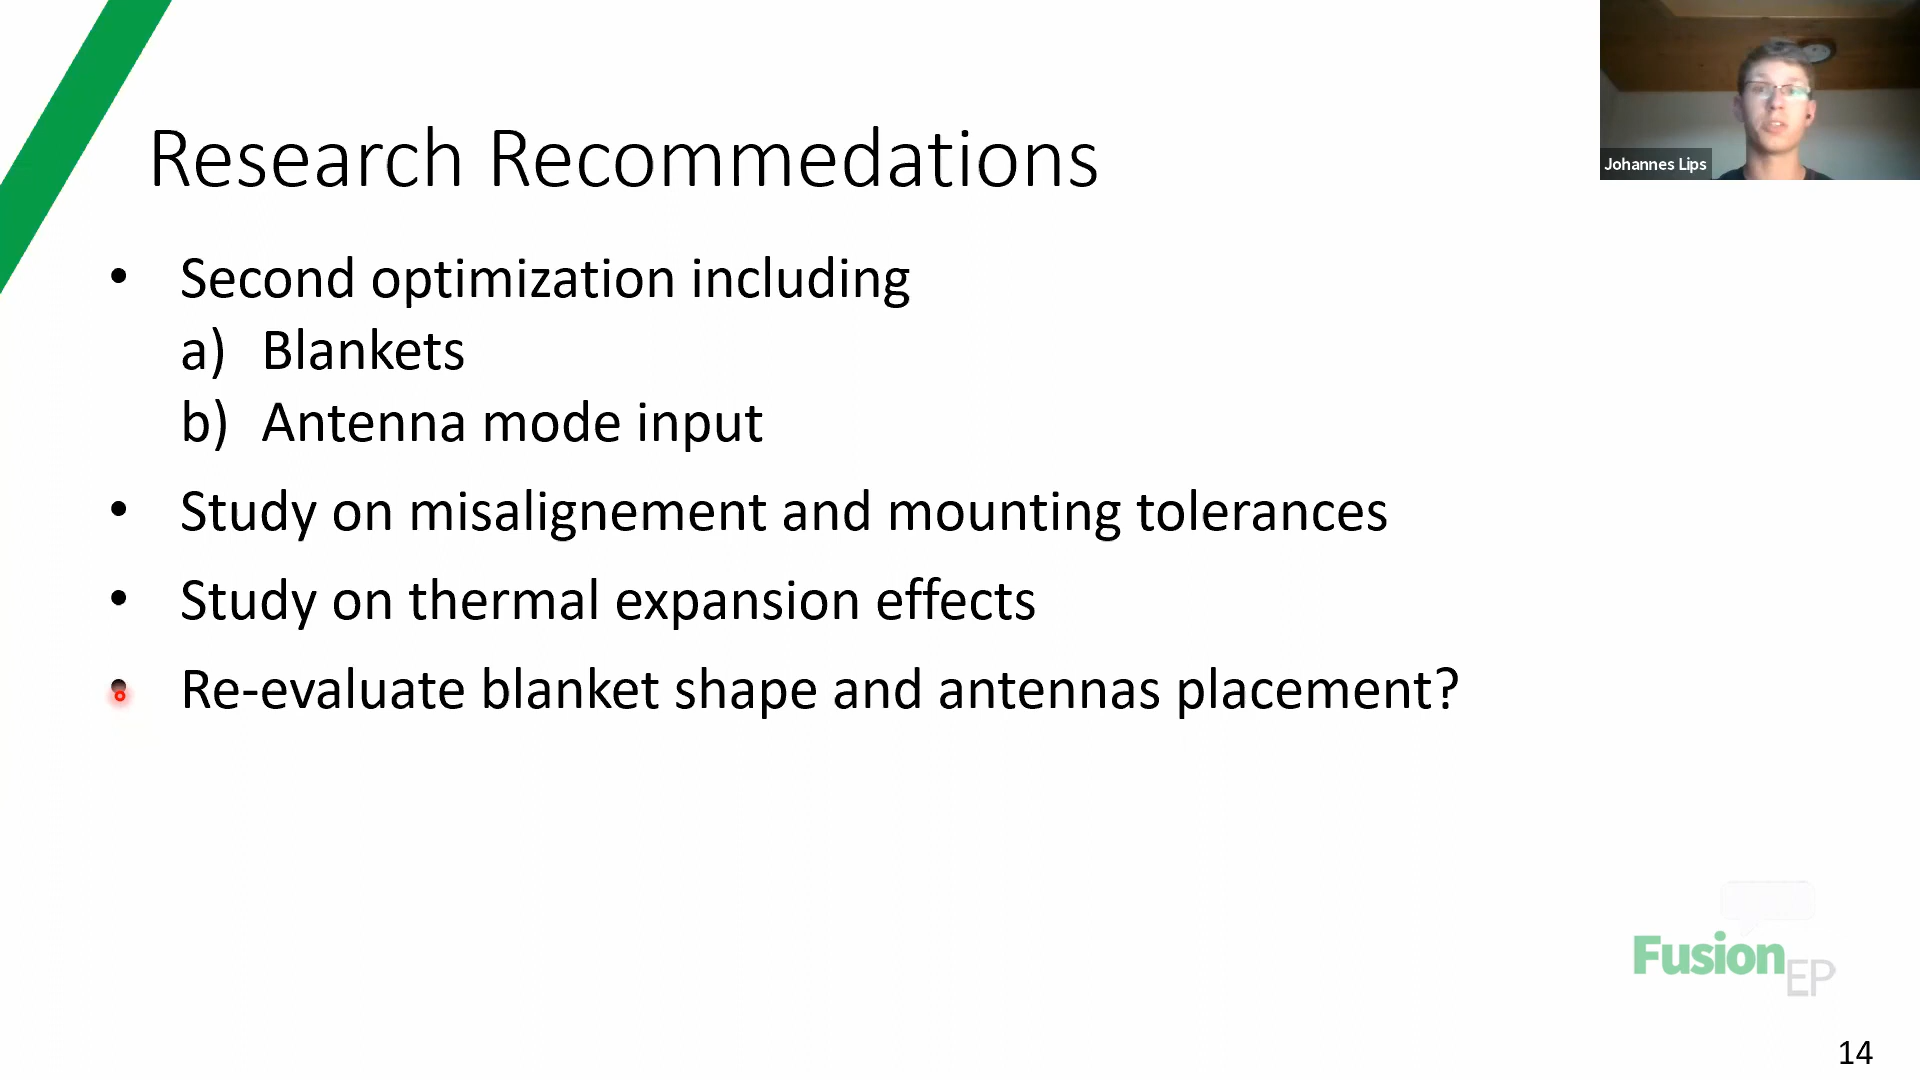 Johannes Lips
Research Recommedations
• Second optimization including
a) Blankets
b) Antenna mode input
• Study on misalignement and mounting tolerances
• Study on thermal expansion effects
• Re-evaluate blanket shape and antennas placement?
Fusion EP
14